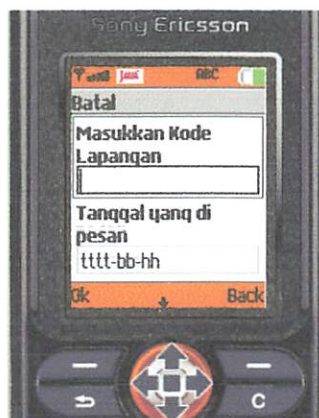 Sony Ericsson
Java ABC
Batal
Masukkan Kode
Lapangan
Tanggal yang di
pesan
tttt-bb-hh
Ok Back
C